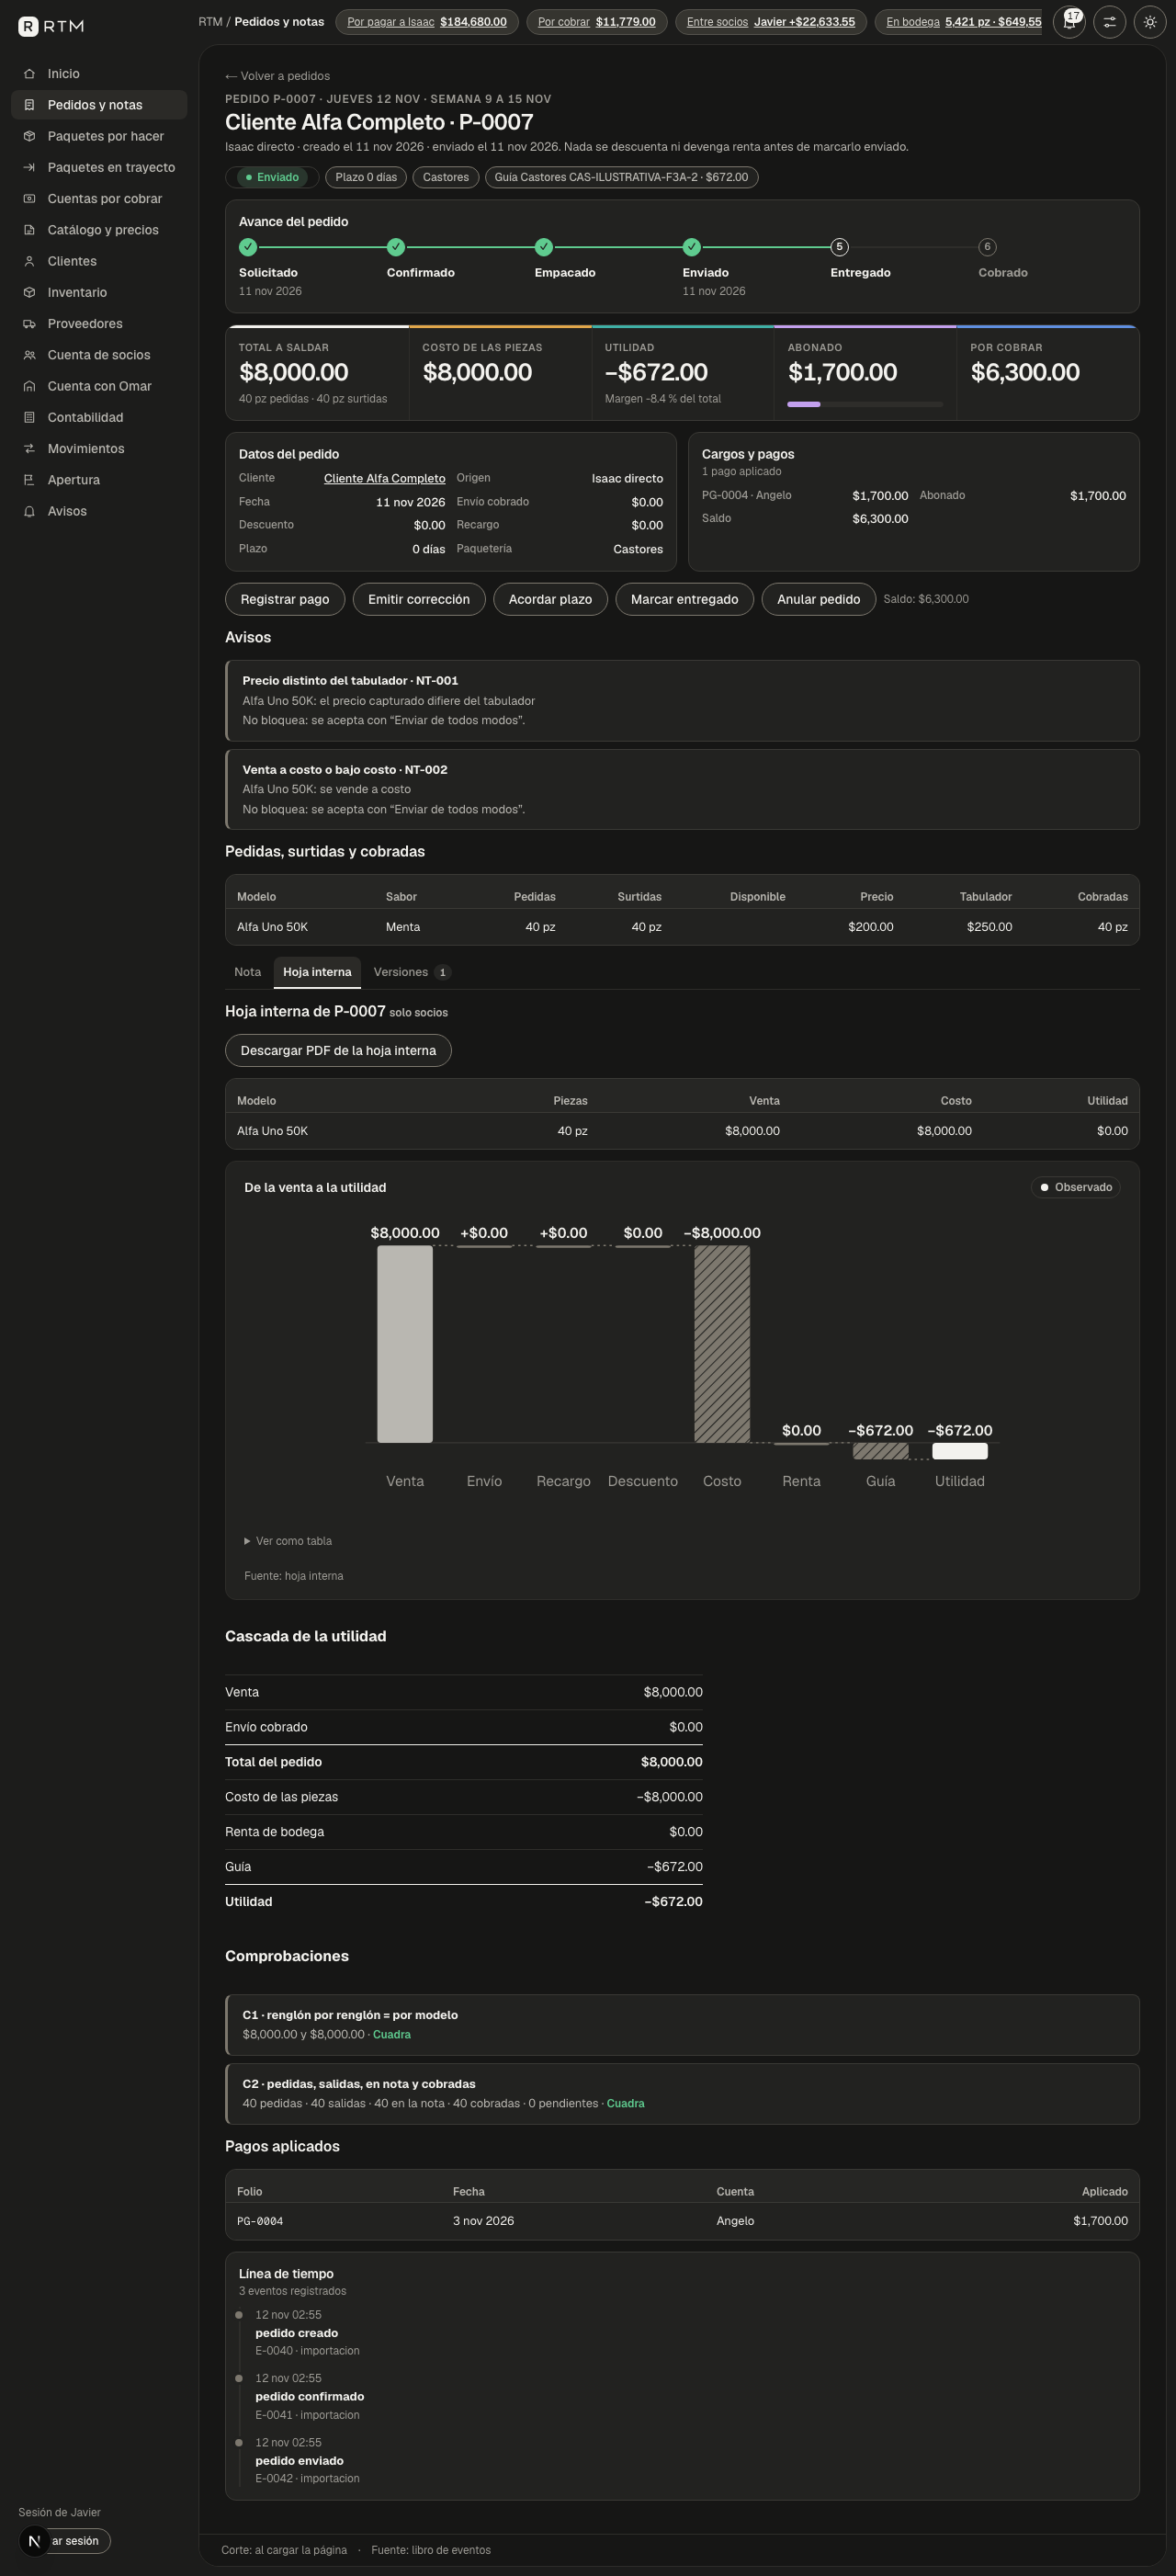 R RTM
RTM / Pedidos y notas
Por pagar a Isaac $184,680.00
Por cobrar $11,779.00
Entre socios Javier +$22,633.55
En bodega 5,421 pz · $649,55
17
Inicio
Pedidos y notas
Paquetes por hacer
Paquetes en trayecto
Cuentas por cobrar
Catálogo y precios
Clientes
Inventario
Proveedores
Cuenta de socios
Cuenta con Omar
Contabilidad
Movimientos
Apertura
Avisos
← Volver a pedidos
PEDIDO P-0007 · JUEVES 12 NOV · SEMANA 9 A 15 NOV
Cliente Alfa Completo · P-0007
Isaac directo · creado el 11 nov 2026 · enviado el 11 nov 2026. Nada se descuenta ni devenga renta antes de marcarlo enviado.
Enviado
Plazo 0 días
Castores
Guía Castores CAS-ILUSTRATIVA-F3A-2 · $672.00
Avance del pedido
5 6
Solicitado Confirmado Empacado Enviado Entregado Cobrado
11 nov 2026 11 nov 2026
TOTAL A SALDAR COSTO DE LAS PIEZAS UTILIDAD ABONADO POR COBRAR
$8,000.00 $8,000.00 −$672.00 $1,700.00 $6,300.00
40 pz pedidas · 40 pz surtidas Margen -8.4 % del total
Datos del pedido
Cliente Cliente Alfa Completo Origen Isaac directo
Fecha 11 nov 2026 Envío cobrado $0.00
Descuento $0.00 Recargo $0.00
Plazo 0 días Paquetería Castores
Cargos y pagos
1 pago aplicado
PG-0004 · Angelo $1,700.00 Abonado $1,700.00
Saldo $6,300.00
Registrar pago
Emitir corrección
Acordar plazo
Marcar entregado
Anular pedido
Saldo: $6,300.00
Avisos
Precio distinto del tabulador · NT-001
Alfa Uno 50K: el precio capturado difiere del tabulador
No bloquea: se acepta con “Enviar de todos modos”.
Venta a costo o bajo costo · NT-002
Alfa Uno 50K: se vende a costo
No bloquea: se acepta con “Enviar de todos modos”.
Pedidas, surtidas y cobradas
Modelo Sabor Pedidas Surtidas Disponible Precio Tabulador Cobradas
Alfa Uno 50K Menta 40 pz 40 pz $200.00 $250.00 40 pz
Nota
Hoja interna
Versiones 1
Hoja interna de P-0007 solo socios
Descargar PDF de la hoja interna
Modelo Piezas Venta Costo Utilidad
Alfa Uno 50K 40 pz $8,000.00 $8,000.00 $0.00
De la venta a la utilidad
Observado
$8,000.00 +$0.00 +$0.00 $0.00 −$8,000.00
$0.00 −$672.00 −$672.00
Venta Envío Recargo Descuento Costo Renta Guía Utilidad
Ver como tabla
Fuente: hoja interna
Cascada de la utilidad
Venta $8,000.00
Envío cobrado $0.00
Total del pedido $8,000.00
Costo de las piezas −$8,000.00
Renta de bodega $0.00
Guía −$672.00
Utilidad −$672.00
Comprobaciones
C1 · renglón por renglón = por modelo
$8,000.00 y $8,000.00 · Cuadra
C2 · pedidas, salidas, en nota y cobradas
40 pedidas · 40 salidas · 40 en la nota · 40 cobradas · 0 pendientes · Cuadra
Pagos aplicados
Folio Fecha Cuenta Aplicado
PG-0004 3 nov 2026 Angelo $1,700.00
Línea de tiempo
3 eventos registrados
12 nov 02:55
pedido creado
E-0040 · importacion
12 nov 02:55
pedido confirmado
E-0041 · importacion
12 nov 02:55
pedido enviado
E-0042 · importacion
Sesión de Javier
N ar sesión
Corte: al cargar la página · Fuente: libro de eventos